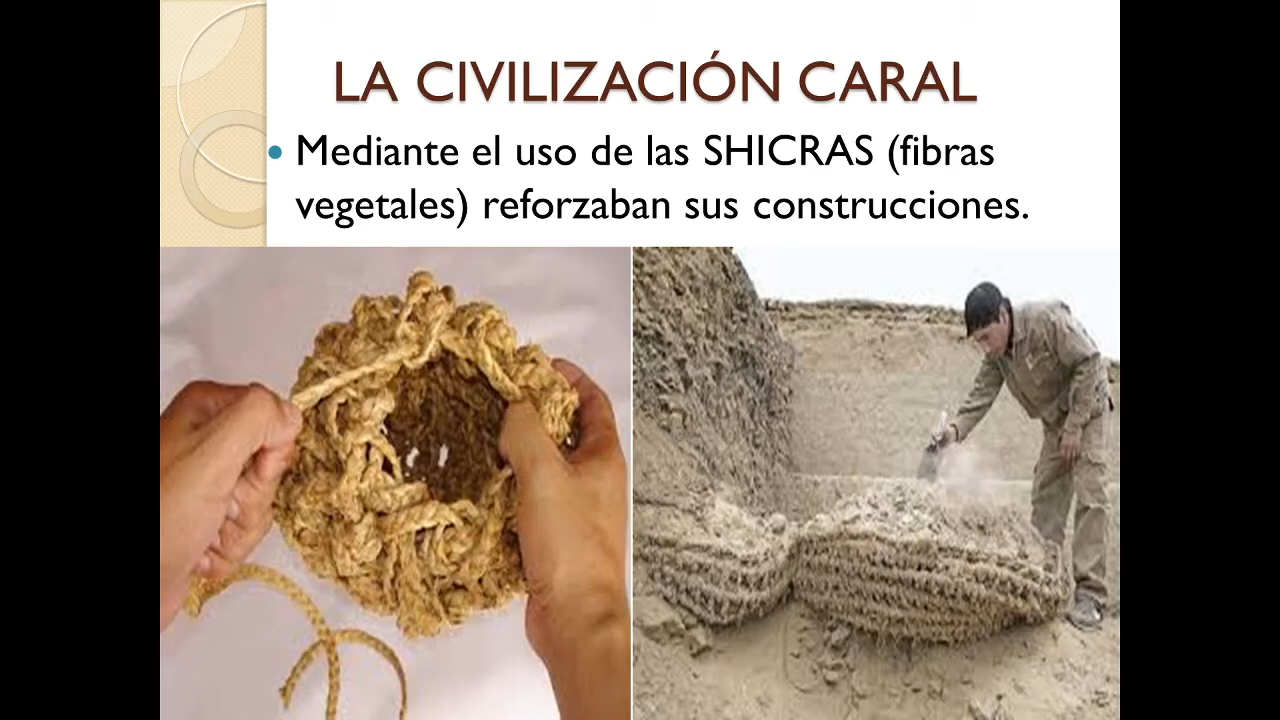 LA CIVILIZACIÓN CARAL
Mediante el uso de las SHICRAS (fibras
vegetales) reforzaban sus construcciones.